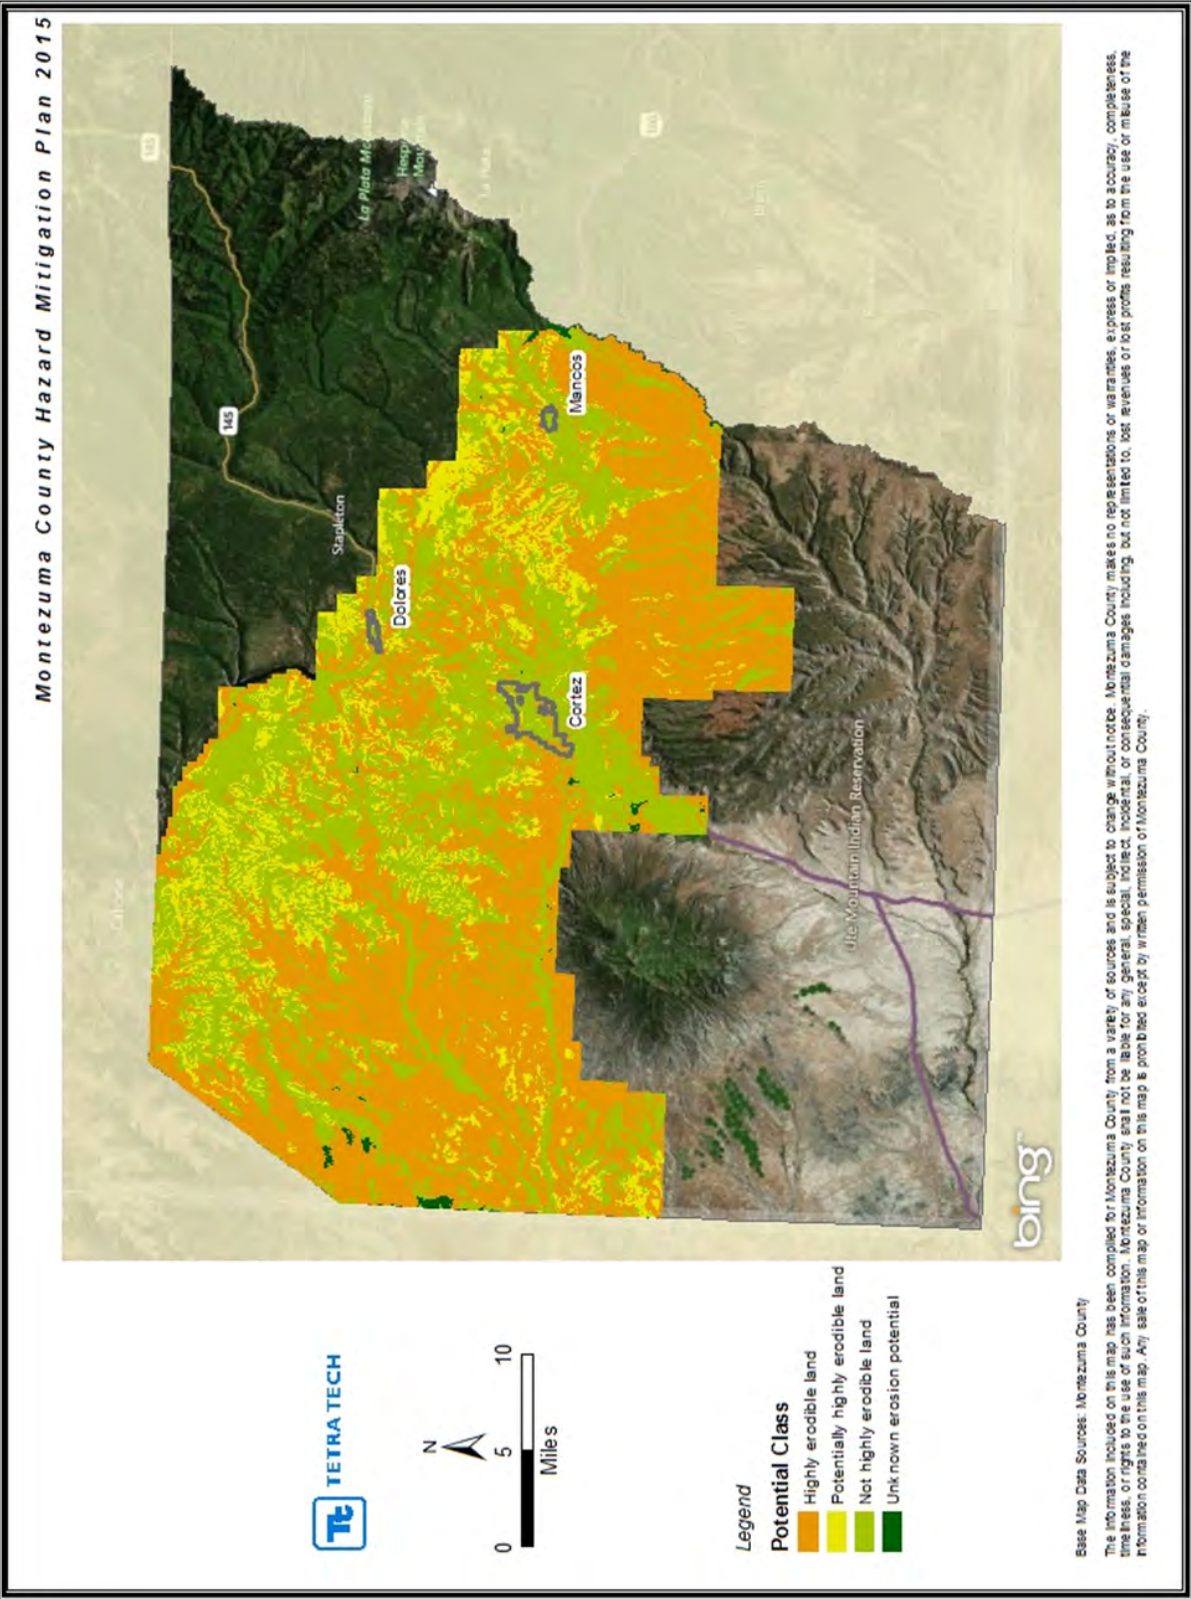 Montezuma County Hazard Mitigation Plan 2015
145
145
La Plata
La Plata
Stapleton
Dolores
Mancos
Cortez
Ute Mountain Indian Reservation
bing
TETRA TECH
N
0 5 10
Miles
Legend
Potential Class
Highly erodible land
Potentially highly erodible land
Not highly erodible land
Unknown erosion potential
Base Map Data Sources: Montezuma County
The information included on this map has been compiled for Montezuma County from a variety of sources and is subject to change without notice. Montezuma County makes no representations or warranties, express or implied, as to accuracy, completeness,
timeliness, or rights to the use of such information. Montezuma County shall not be liable for any general, special, indirect, incidental, or consequential damages including, but not limited to, lost revenues or lost profits resulting from the use or misuse of the
information contained on this map. Any sale of this map or information on this map is prohibited except by written permission of Montezuma County.